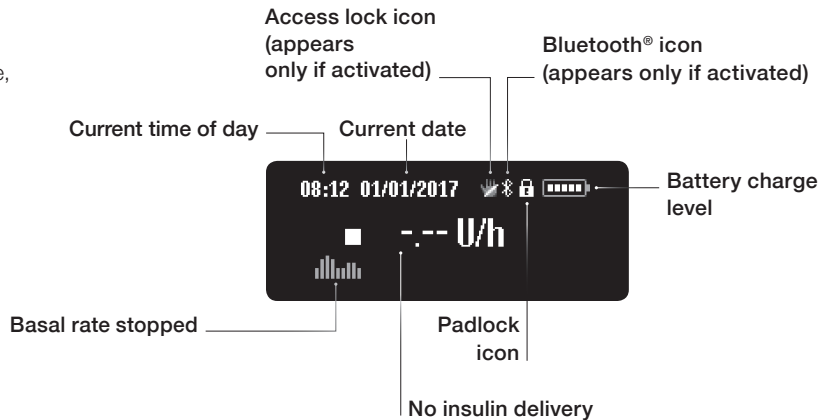 Access lock icon
(appears
only if activated)
Bluetooth® icon
(appears only if activated)
e,
Current time of day
Current date
08:12 01/01/2017
-.-- U/h
Battery charge
level
Basal rate stopped
Padlock
icon
No insulin delivery